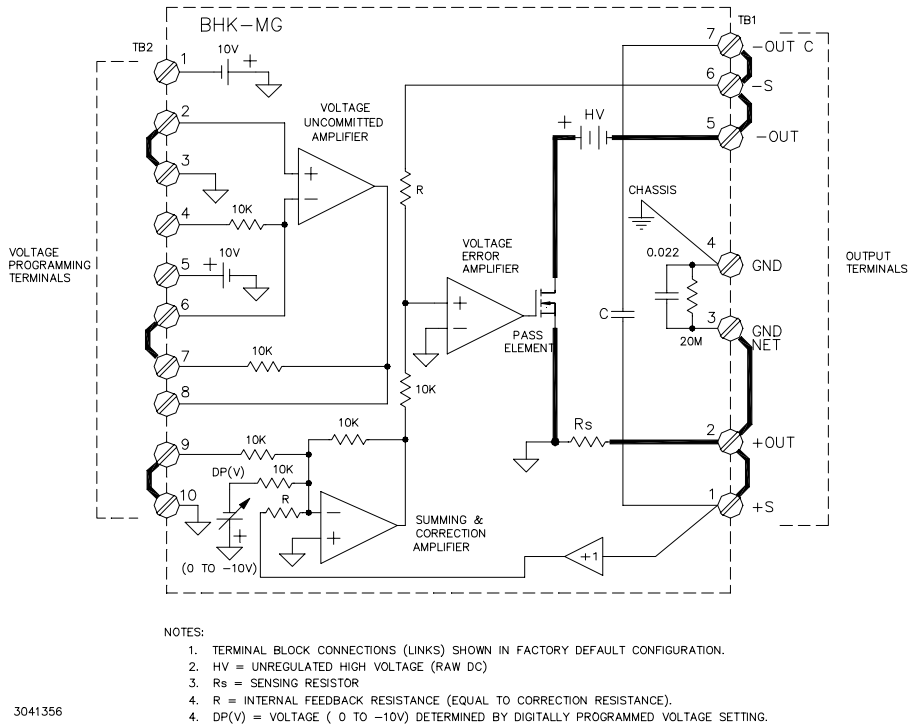 BHK-MG
TB2
TB1
1
10V
+
2
3
4
10K
5
+
10V
6
7
10K
8
9
10K
10
VOLTAGE
PROGRAMMING
TERMINALS
VOLTAGE
UNCOMMITTED
AMPLIFIER
+
−
R
10K
10K
DP(V)
10K
R
+
(0 TO -10V)
−
+
SUMMING &
CORRECTION
AMPLIFIER
VOLTAGE
ERROR
AMPLIFIER
+
−
PASS
ELEMENT
+
HV
C
Rs
+1
CHASSIS
0.022
20M
7
-OUT C
6
-S
5
-OUT
4
GND
3
GND
NET
2
+OUT
1
+S
OUTPUT
TERMINALS
NOTES:
1. TERMINAL BLOCK CONNECTIONS (LINKS) SHOWN IN FACTORY DEFAULT CONFIGURATION.
2. HV = UNREGULATED HIGH VOLTAGE (RAW DC)
3. Rs = SENSING RESISTOR
4. R = INTERNAL FEEDBACK RESISTANCE (EQUAL TO CORRECTION RESISTANCE).
4. DP(V) = VOLTAGE ( 0 TO -10V) DETERMINED BY DIGITALLY PROGRAMMED VOLTAGE SETTING.
3041356